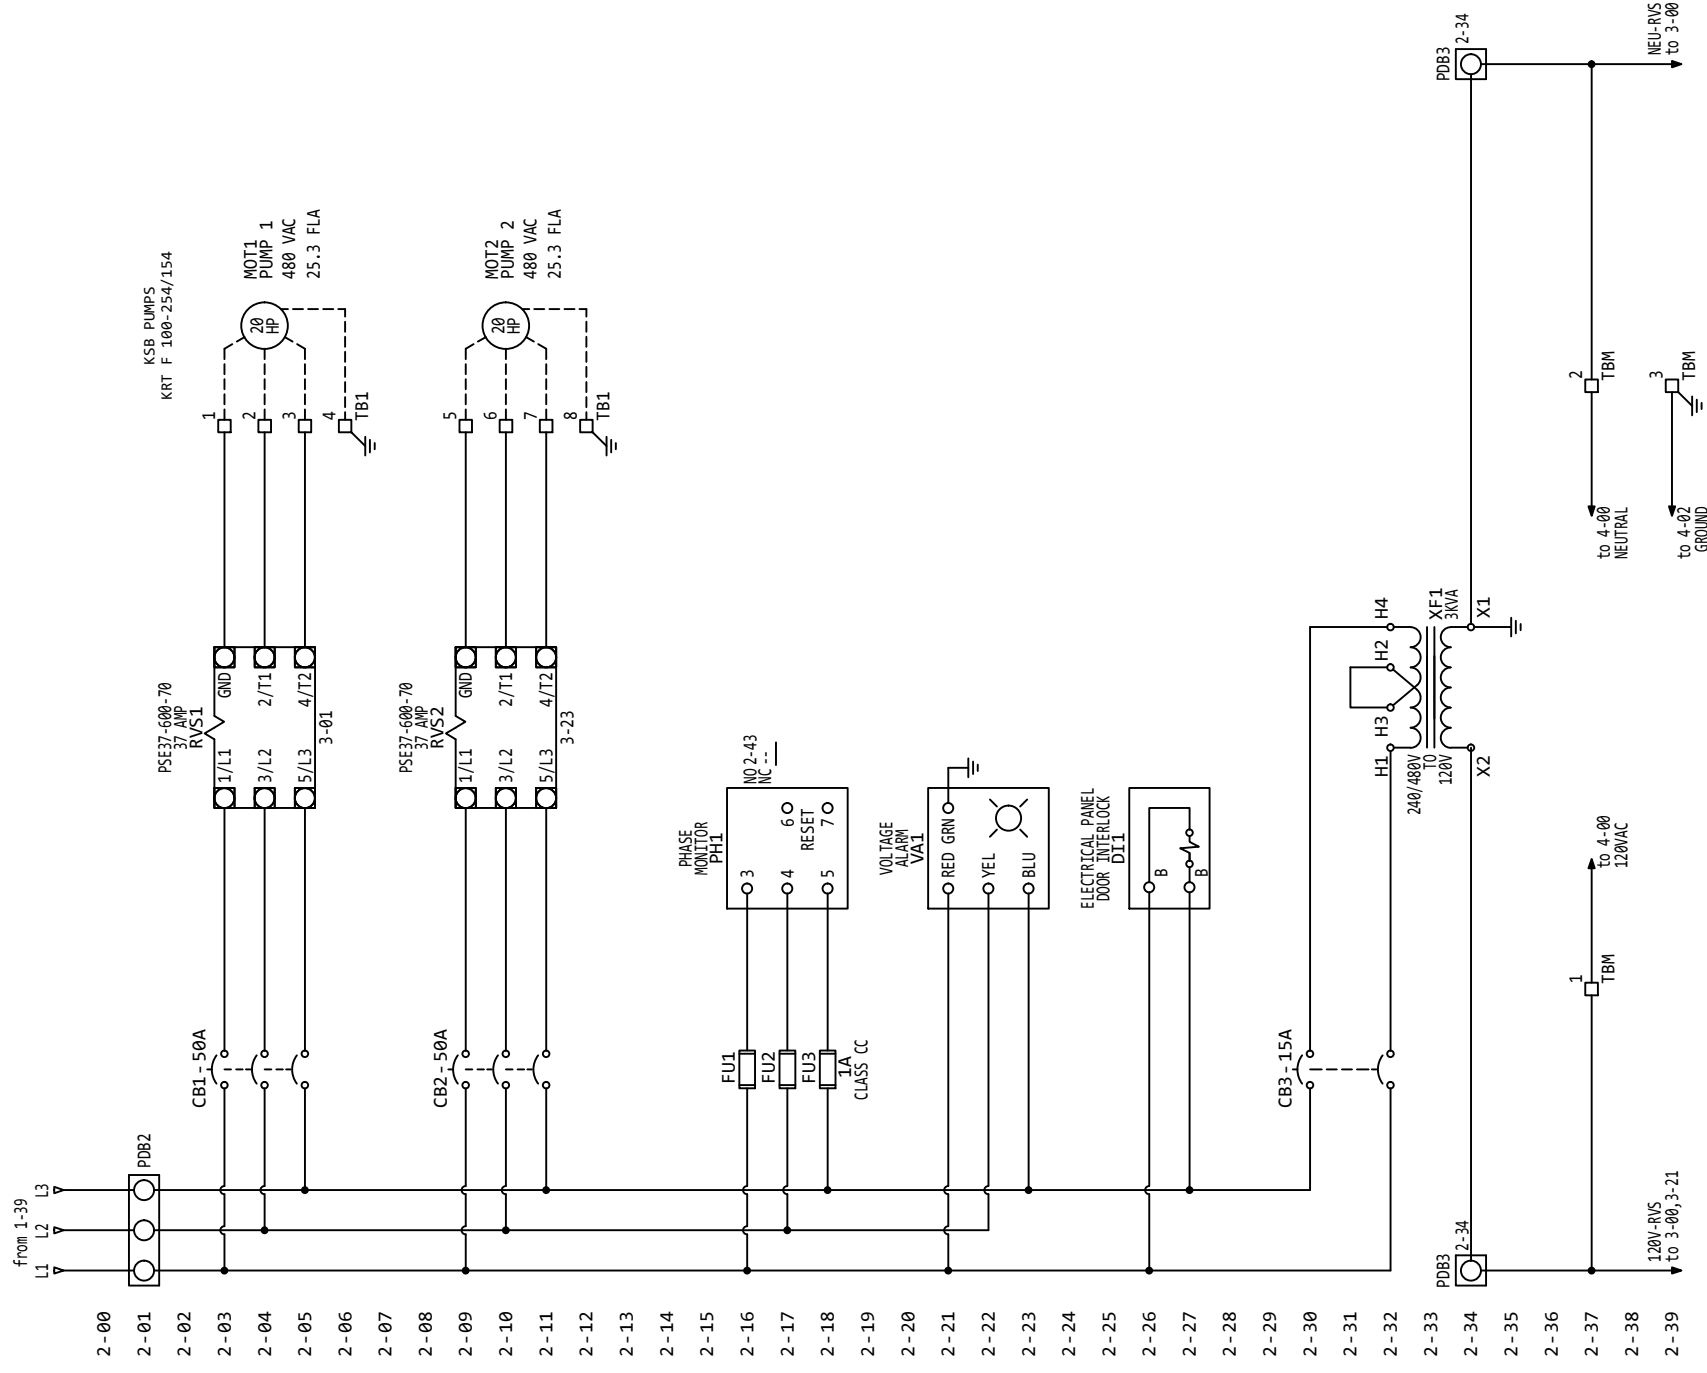 from 1-39
L1
L2
L3
PDB2
2-00
2-01
2-02
2-03
2-04
2-05
2-06
2-07
2-08
2-09
2-10
2-11
2-12
2-13
2-14
2-15
2-16
2-17
2-18
2-19
2-20
2-21
2-22
2-23
2-24
2-25
2-26
2-27
2-28
2-29
2-30
2-31
2-32
2-33
2-34
2-35
2-36
2-37
2-38
2-39
KSB PUMPS
KRT F 100-254/154
CB1-50A
PSE37-600-70
37 AMP
RVS1
1/L1
GND
3/L2
2/T1
5/L3
4/T2
3-01
1
2
3
4
TB1
20
HP
MOT1
PUMP 1
480 VAC
25.3 FLA
CB2-50A
PSE37-600-70
37 AMP
RVS2
1/L1
GND
3/L2
2/T1
5/L3
4/T2
3-23
5
6
7
8
TB1
20
HP
MOT2
PUMP 2
480 VAC
25.3 FLA
FU1
FU2
FU3
1A
CLASS CC
PHASE
MONITOR
PH1
3
4
6
RESET
5
7
NO 2-43
NC --
VOLTAGE
ALARM
VA1
RED GRN
YEL
BLU
ELECTRICAL PANEL
DOOR INTERLOCK
DI1
B
B
CB3-15A
H1
H3
H2
H4
240/480V
TO
120V
XF1
3KVA
X2
X1
PDB3
2-34
PDB3
2-34
1
TBM
to 4-00
120VAC
to 4-00
NEUTRAL
2
TBM
to 4-02
GROUND
3
TBM
120V-RVS
to 3-00,3-21
NEU-RVS
to 3-00